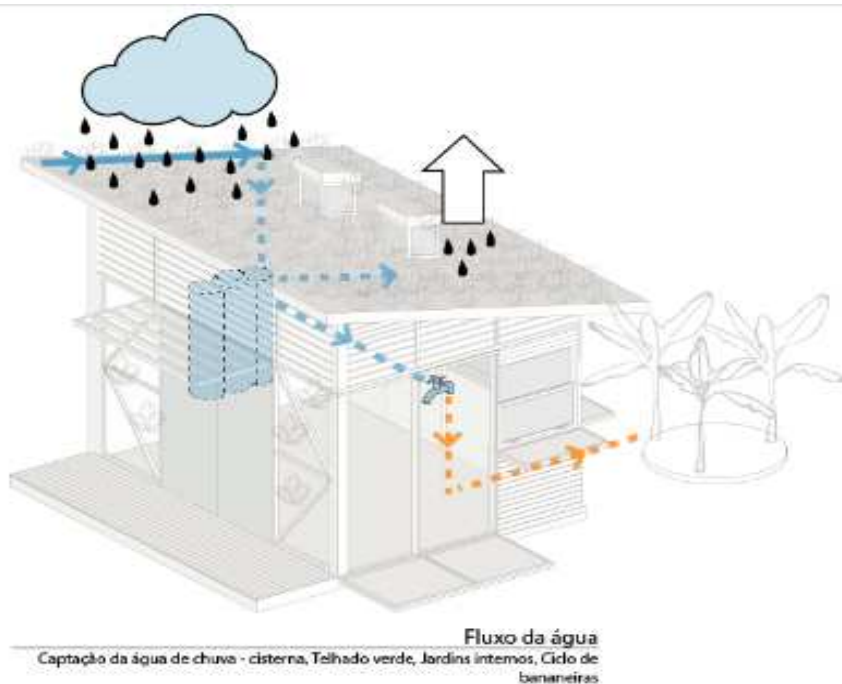 Fluxo da água
Captação da água de chuva - cisterna, Telhado verde, Jardins internos, Ciclo de
bananeiras